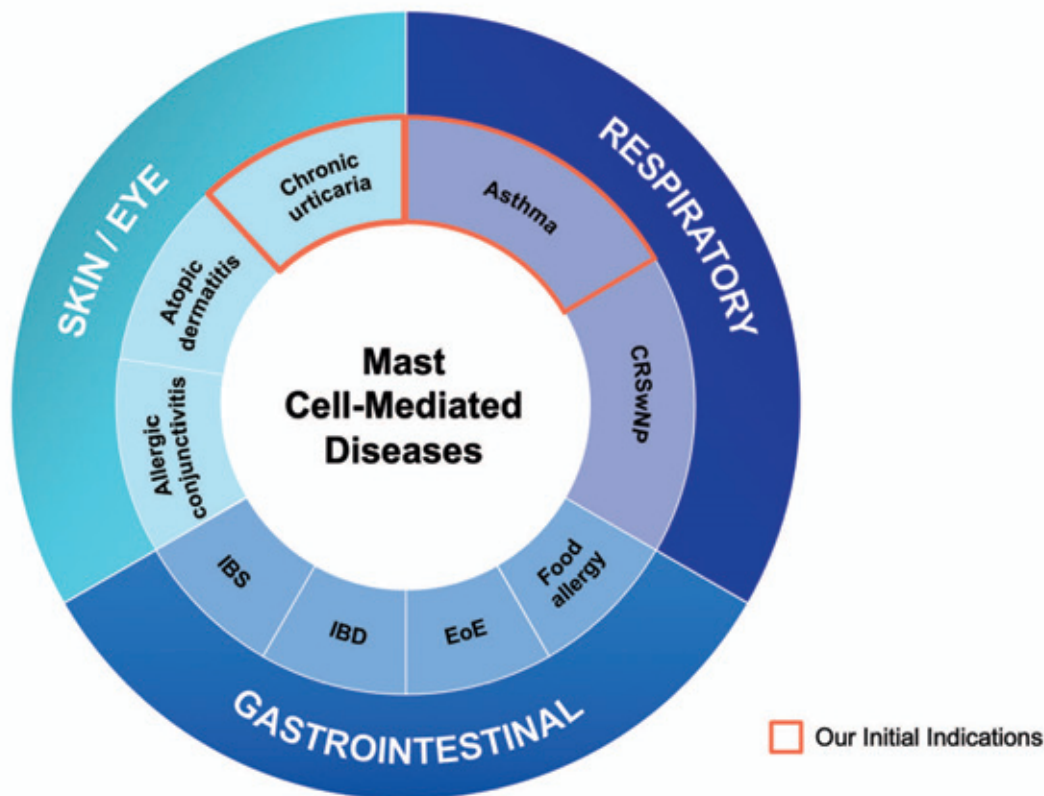 SKIN / EYE
RESPIRATORY
GASTROINTESTINAL
Chronic
urticaria
Asthma
Atopic
dermatitis
CRSwNP
Allergic
conjunctivitis
Mast
Cell-Mediated
Diseases
IBS
IBD
EoE
Food
allergy
Our Initial Indications